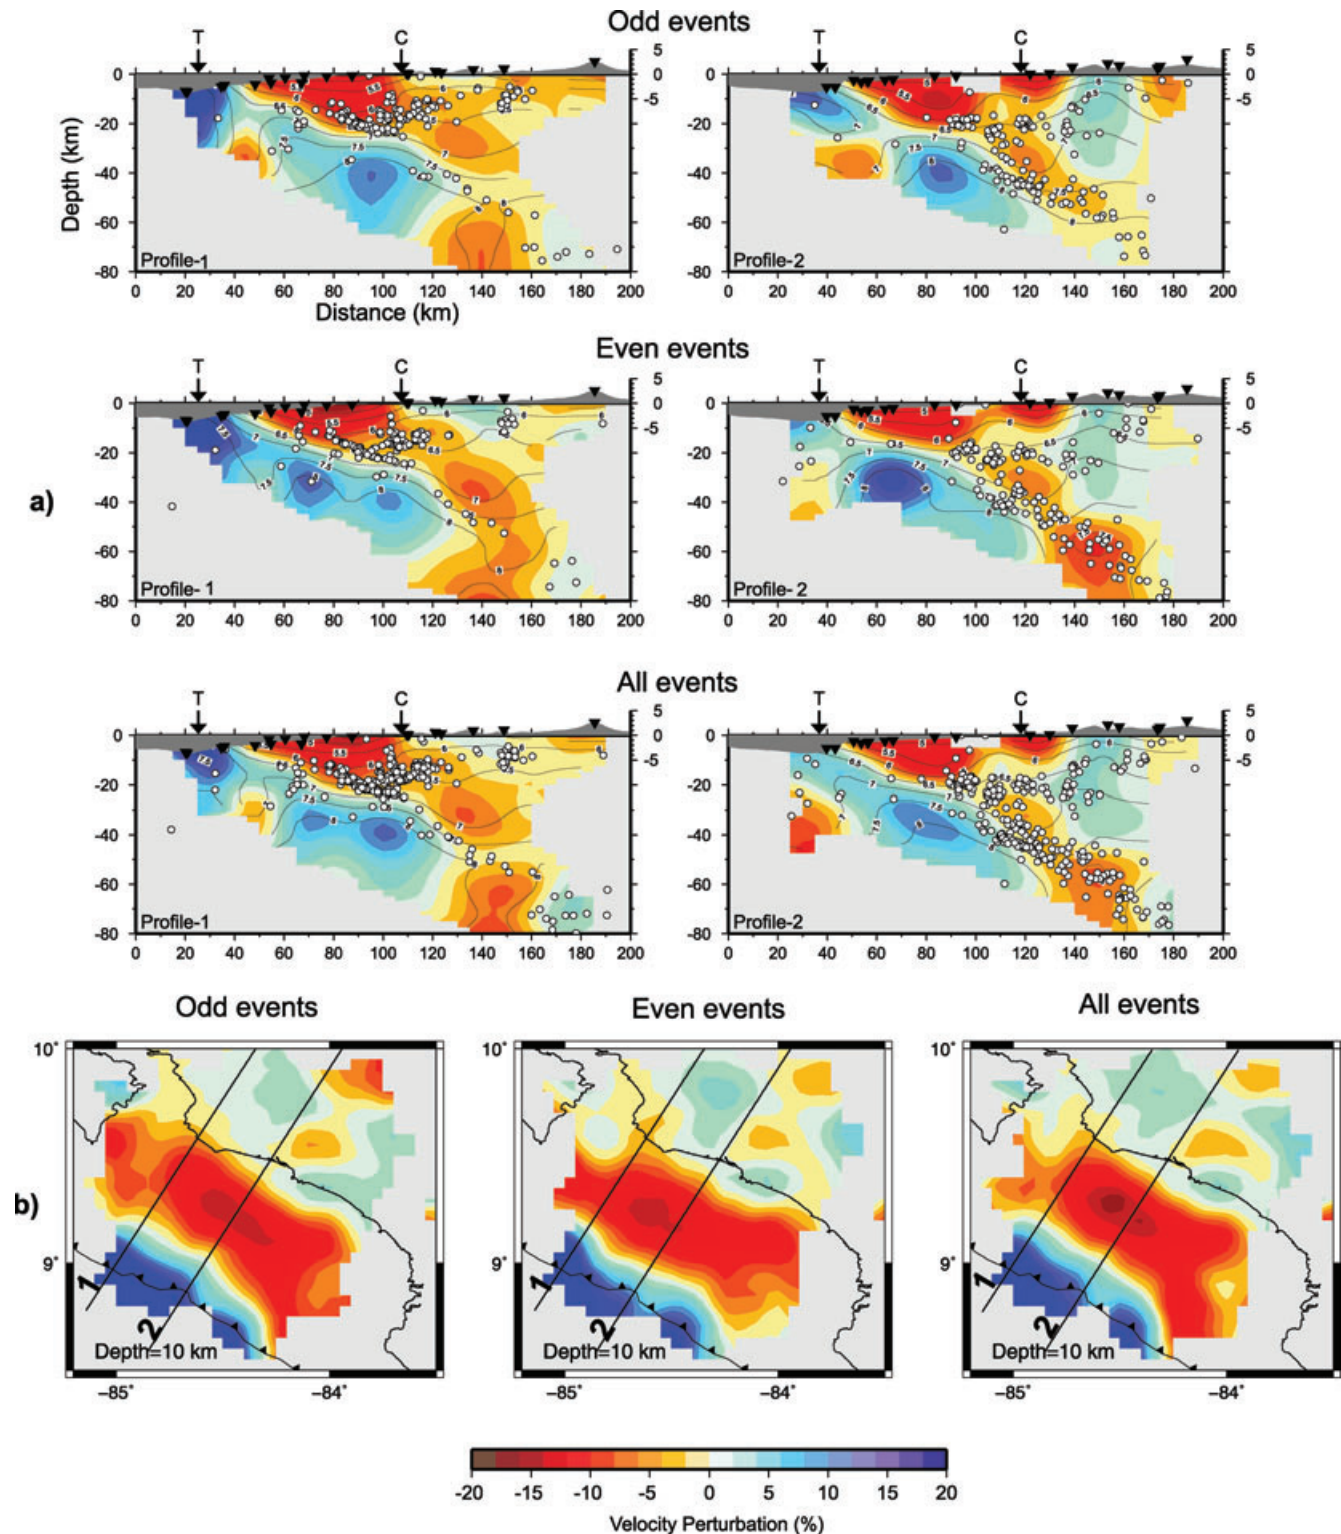 Odd events
T C T C
5 5
0 0 0 0
-20 -5 -20 -5
Depth (km)
-40 -40
-60 -60
-80 Profile-1 -80 Profile-2
0 20 40 60 80 100 120 140 160 180 200 0 20 40 60 80 100 120 140 160 180 200
Distance (km)
Even events
T C T C
5 5
0 0 0 0
-20 -5 -20 -5
a)
-40 -40
-60 -60
-80 Profile- 1 -80 Profile- 2
0 20 40 60 80 100 120 140 160 180 200 0 20 40 60 80 100 120 140 160 180 200
All events
T C T C
5 5
0 0 0 0
-20 -5 -20 -5
-40 -40
-60 -60
-80 Profile-1 -80 Profile-2
0 20 40 60 80 100 120 140 160 180 200 0 20 40 60 80 100 120 140 160 180 200
Odd events Even events All events
10° 10° 10°
b)
9° 9° 9°
1 1 1
2 2 2
Depth=10 km Depth=10 km Depth=10 km
−85° −84° −85° −84° −85° −84°
-20 -15 -10 -5 0 5 10 15 20
Velocity Perturbation (%)